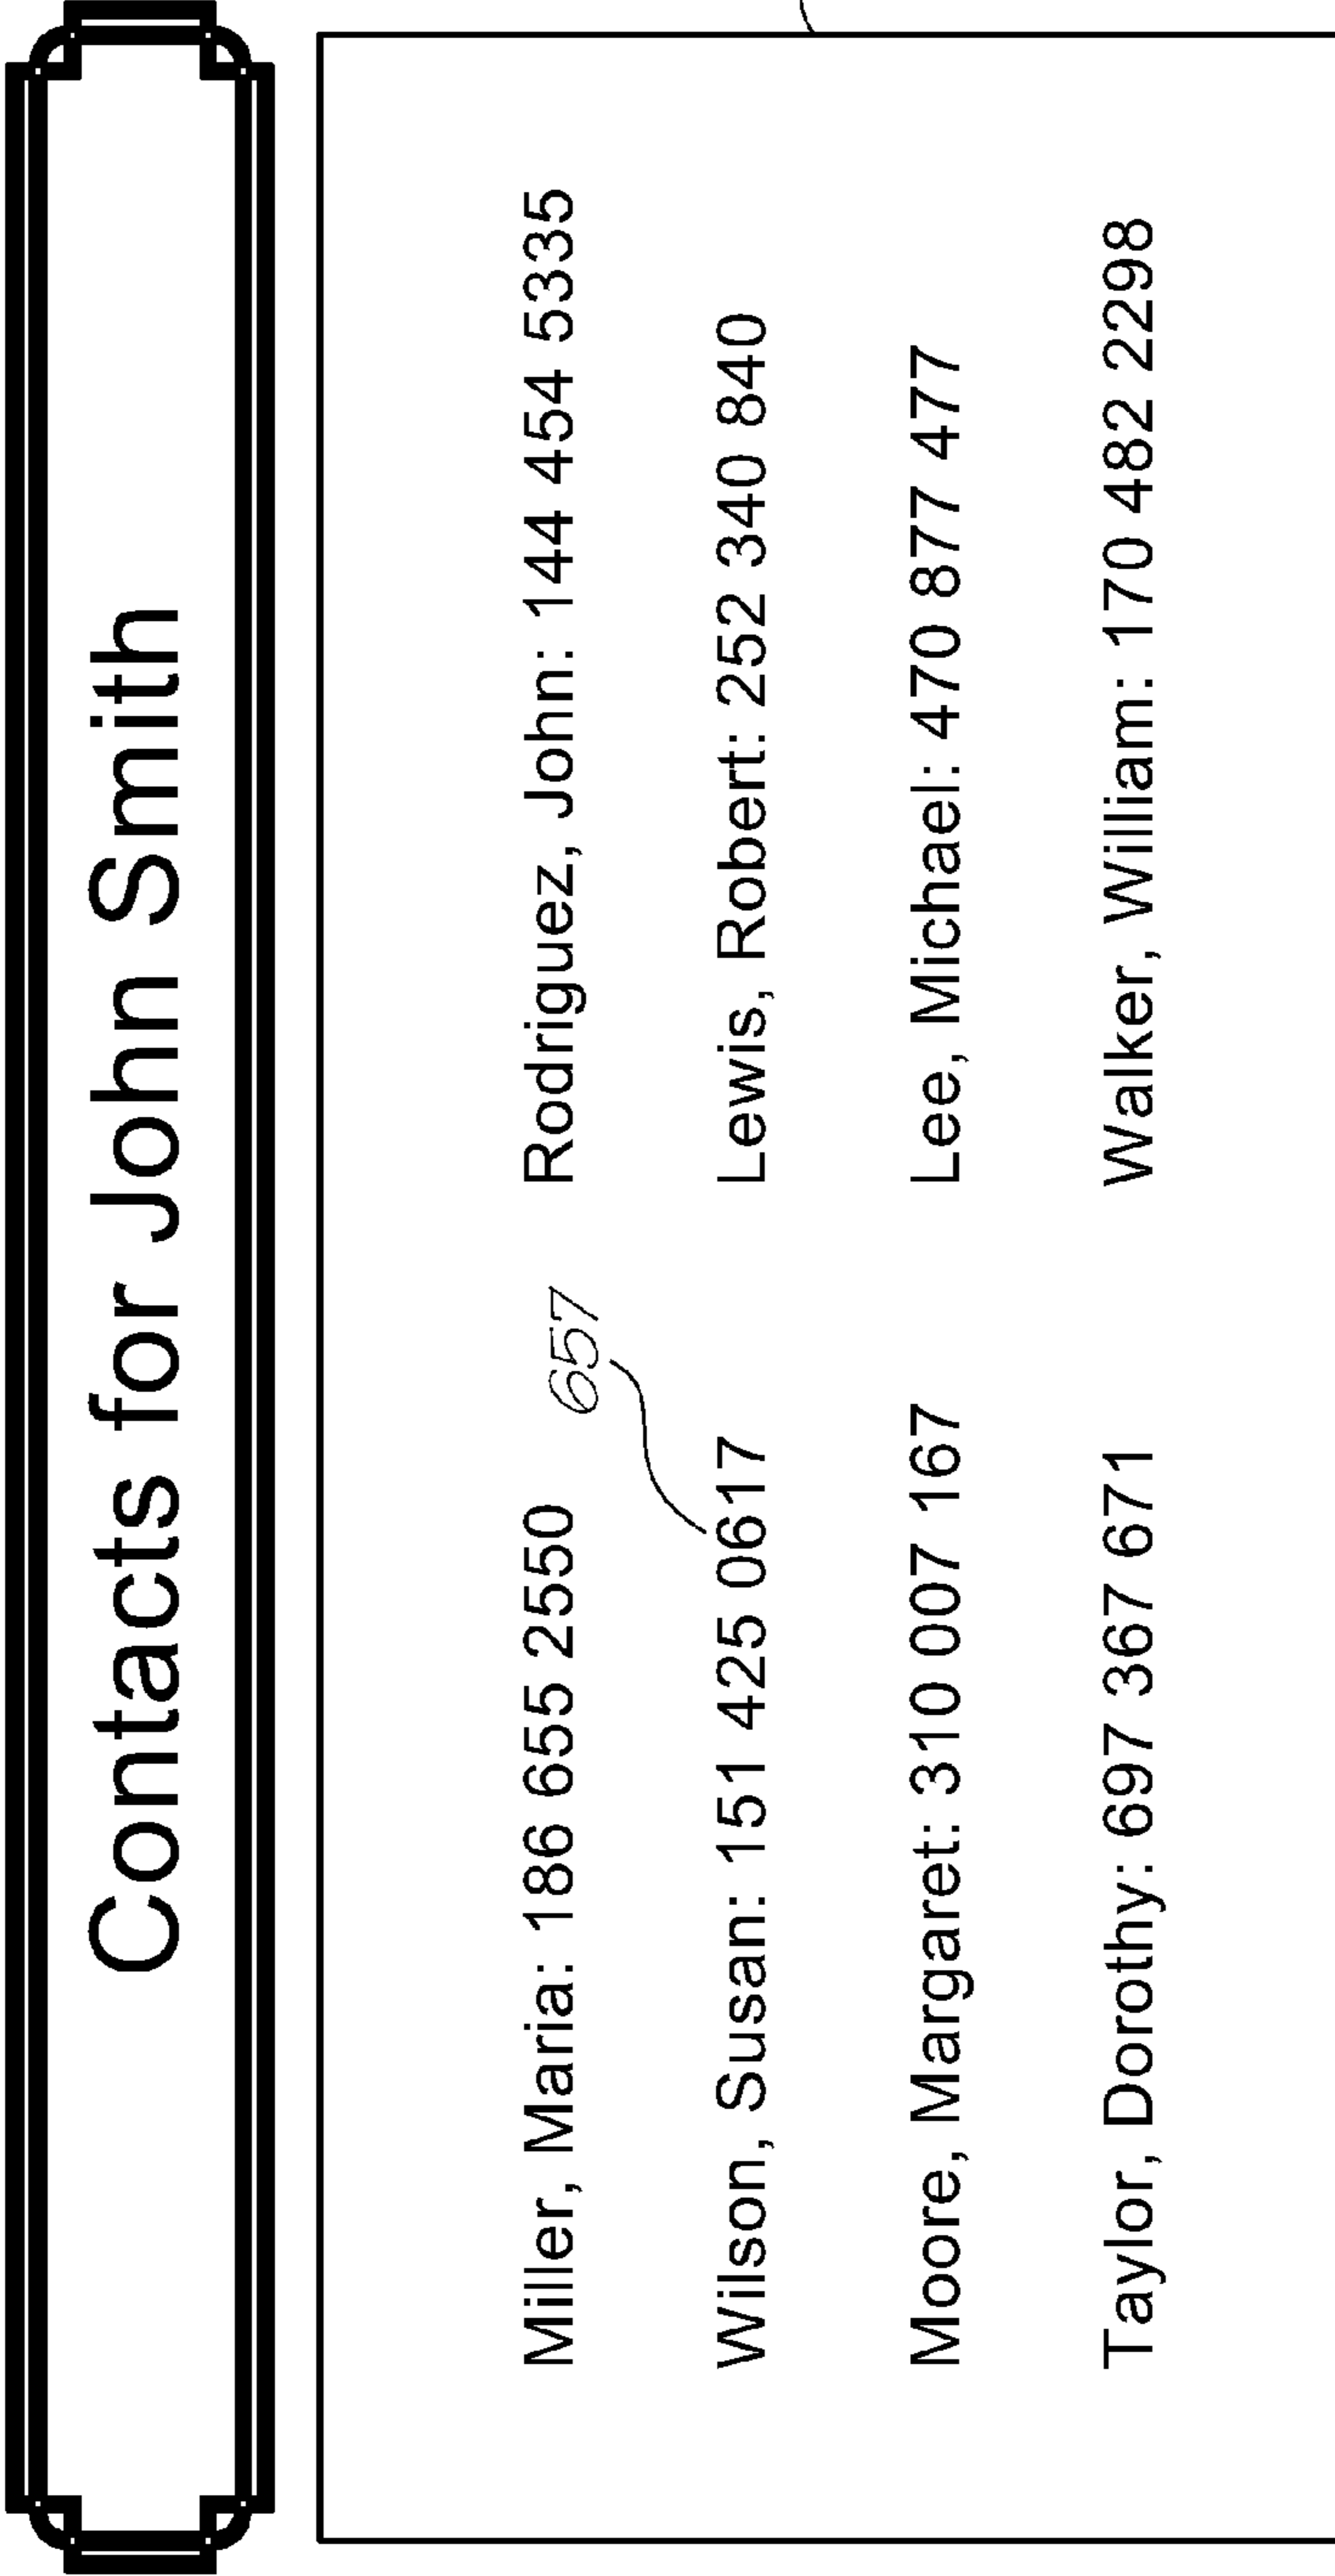 Contacts for John Smith
Miller, Maria: 186 655 2550
Rodriguez, John: 144 454 5335
657
Wilson, Susan: 151 425 0617
Lewis, Robert: 252 340 840
Moore, Margaret: 310 007 167
Lee, Michael: 470 877 477
Taylor, Dorothy: 697 367 671
Walker, William: 170 482 2298